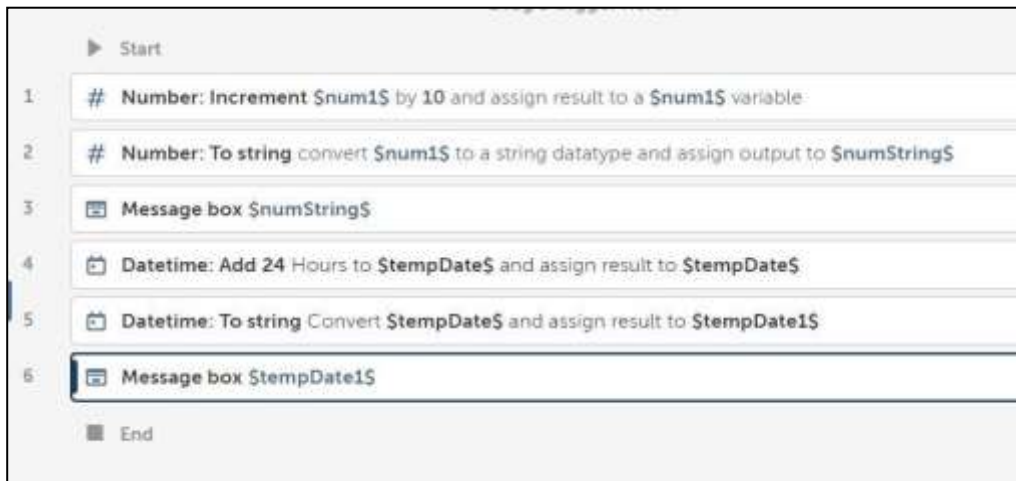 Start
1 # Number: Increment $num1$ by 10 and assign result to a $num1$ variable
2 # Number: To string convert $num1$ to a string datatype and assign output to $numString$
3 Message box $numString$
4 Datetime: Add 24 Hours to $tempDate$ and assign result to $tempDate$
5 Datetime: To string Convert $tempDate$ and assign result to $tempDate1$
6 Message box $tempDate1$
End